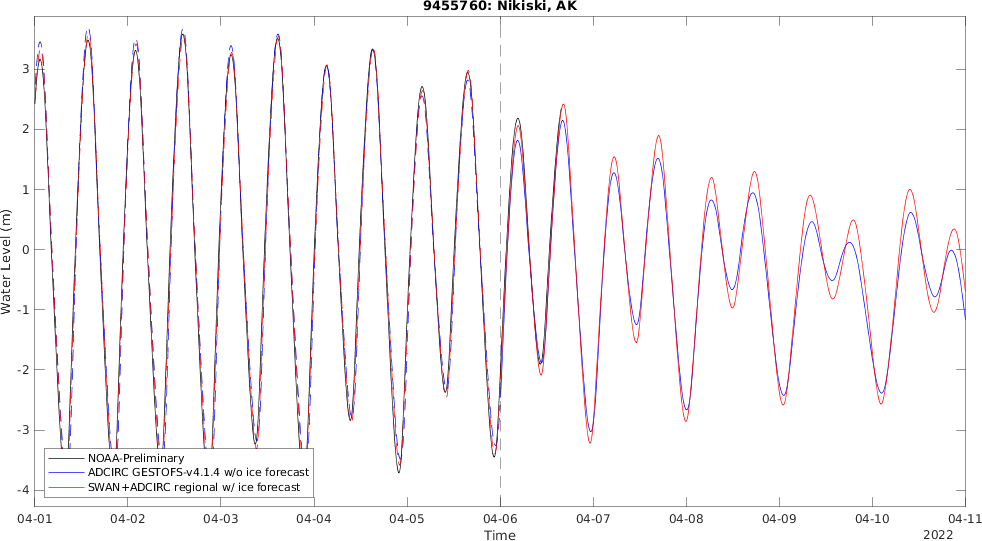 9455760: Nikiski, AK
3
2
1
0
-1
-2
-3
-4
Water Level (m)
NOAA-Preliminary
ADCIRC GESTOFS-v4.1.4 w/o ice forecast
SWAN+ADCIRC regional w/ ice forecast
04-01 04-02 04-03 04-04 04-05 04-06 04-07 04-08 04-09 04-10 04-11
Time
2022